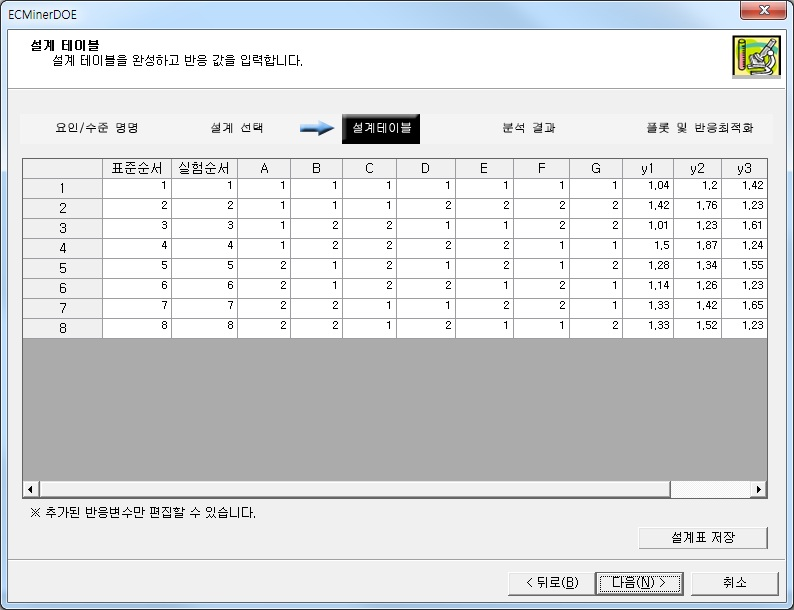 ECMinerDOE
설계 테이블
설계 테이블을 완성하고 반응 값을 입력합니다.
요인/수준 명명 설계 선택 설계테이블 분석 결과 플롯 및 반응최적화
표준순서 실험순서 A B C D E F G y1 y2 y3
1 1 1 1 1 1 1 1 1 1 1,04 1,2 1,42
2 2 2 1 1 1 2 2 2 2 1,42 1,76 1,23
3 3 3 1 2 2 1 1 2 2 1,01 1,23 1,61
4 4 4 1 2 2 2 2 1 1 1,5 1,87 1,24
5 5 5 2 1 2 1 2 1 2 1,28 1,34 1,55
6 6 6 2 1 2 2 1 2 1 1,14 1,26 1,23
7 7 7 2 2 1 1 2 2 1 1,33 1,42 1,65
8 8 8 2 2 1 2 1 1 2 1,33 1,52 1,23
※ 추가된 반응변수만 편집할 수 있습니다.
설계표 저장
< 뒤로(B) 다음(N) > 취소